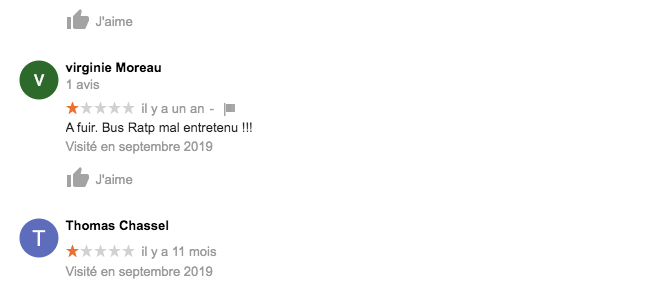 J'aime
V
virginie Moreau
1 avis
il y a un an -
A fuir. Bus Ratp mal entretenu !!!
Visité en septembre 2019
J'aime
T
Thomas Chassel
il y a 11 mois
Visité en septembre 2019